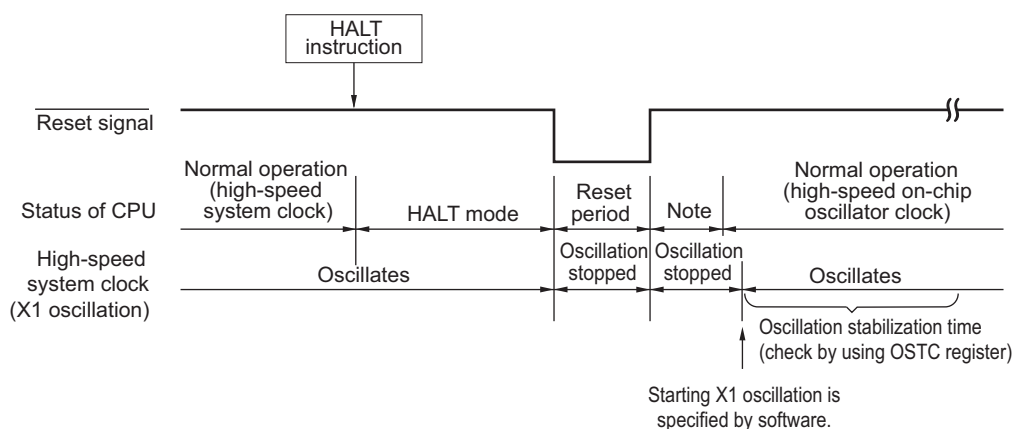 HALT
instruction
Reset signal
Status of CPU
Normal operation
(high-speed
system clock)
HALT mode
Reset
period
Note
Normal operation
(high-speed on-chip
oscillator clock)
High-speed
system clock
(X1 oscillation)
Oscillates
Oscillation
stopped
Oscillation
stopped
Oscillates
Oscillation stabilization time
(check by using OSTC register)
Starting X1 oscillation is
specified by software.